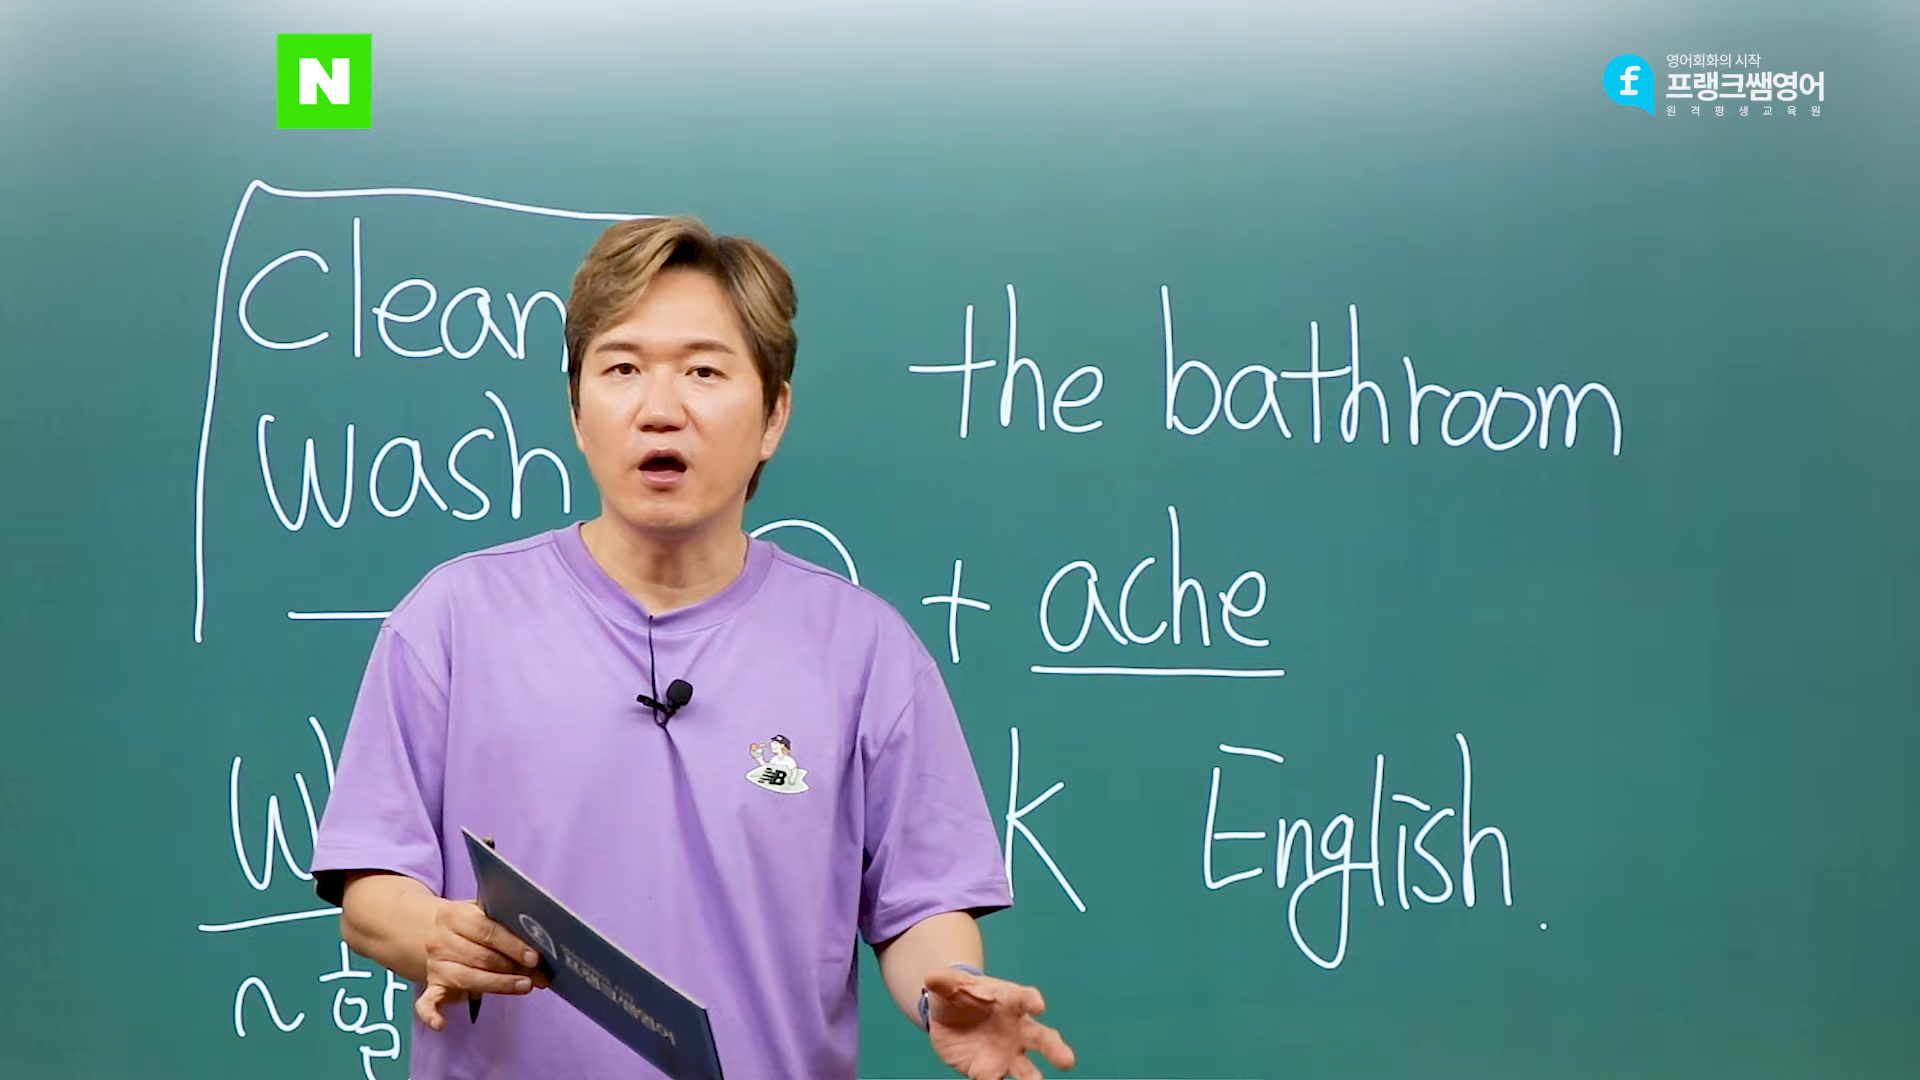 N
영어회화의 시작
프랭크쌤영어
원격평생교육원
Clean
wash
the bathroom
+ ache
k English.
~할
NB